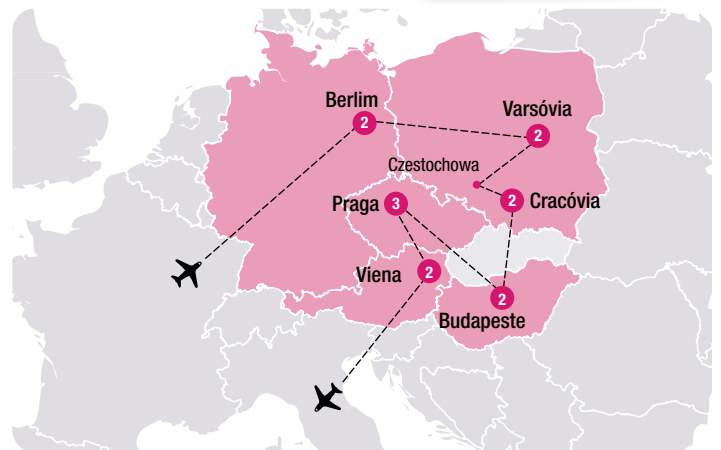 Berlim
2
Varsóvia
2
Czestochowa
Praga
3
2
Cracóvia
Viena
2
2
Budapeste